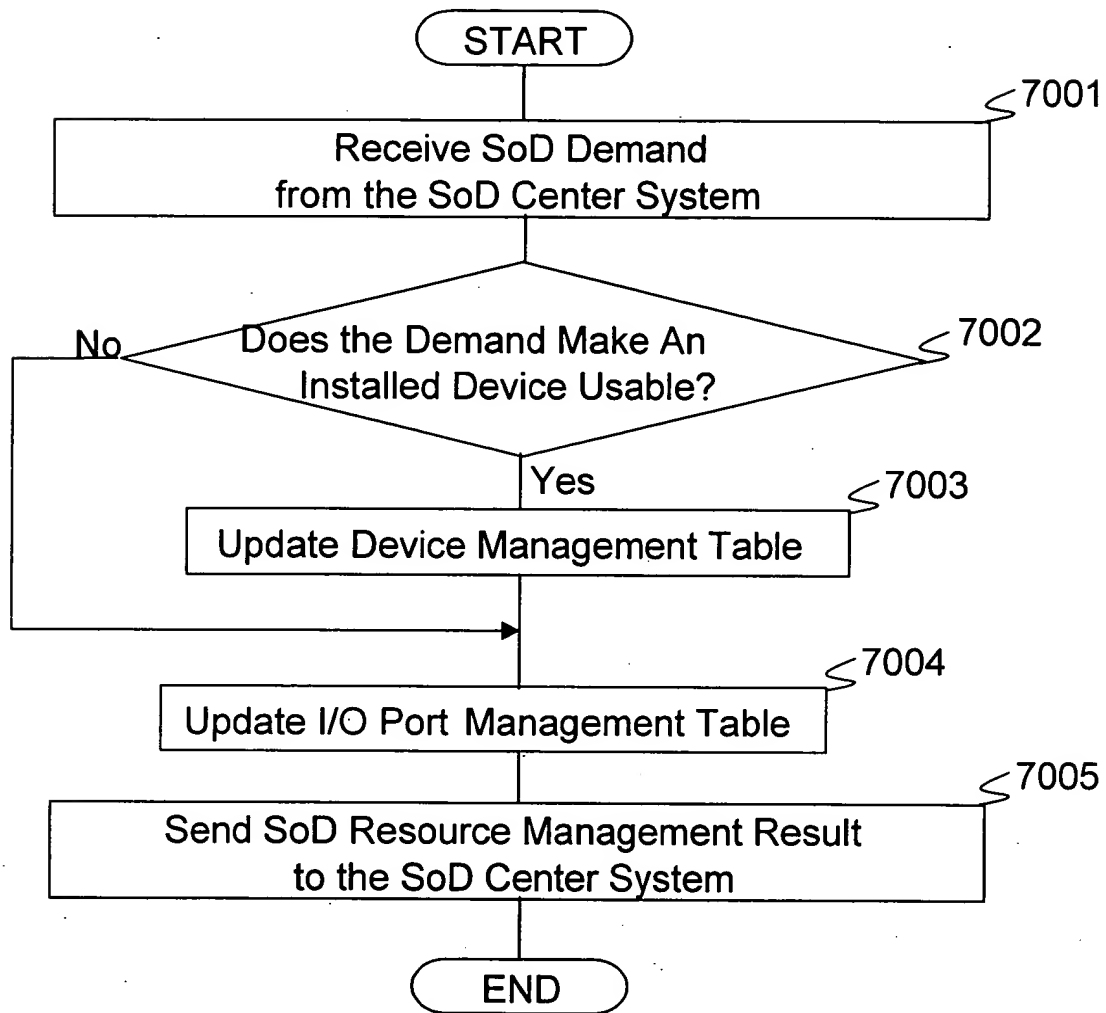 START
7001
Receive SoD Demand
from the SoD Center System
7002
No
Does the Demand Make An
Installed Device Usable?
Yes
7003
Update Device Management Table
7004
Update I/O Port Management Table
7005
Send SoD Resource Management Result
to the SoD Center System
END